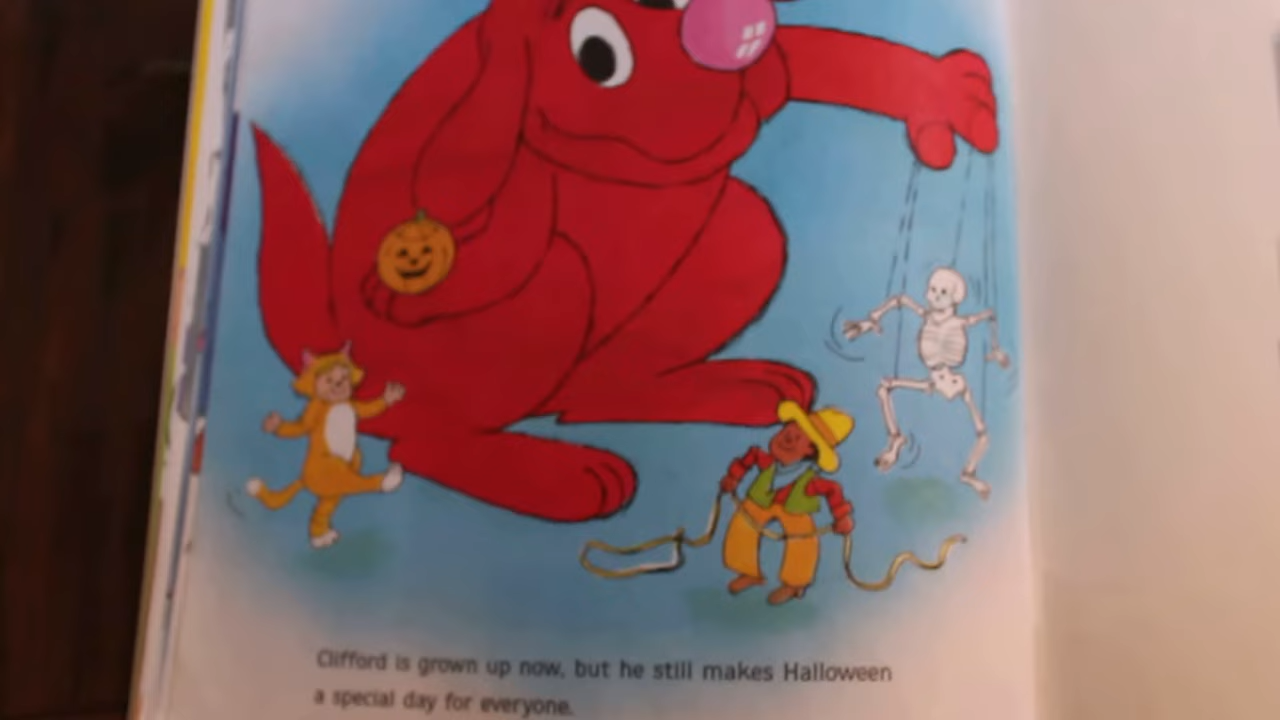 Clifford is grown up now, but he still makes Halloween
a special day for everyone.